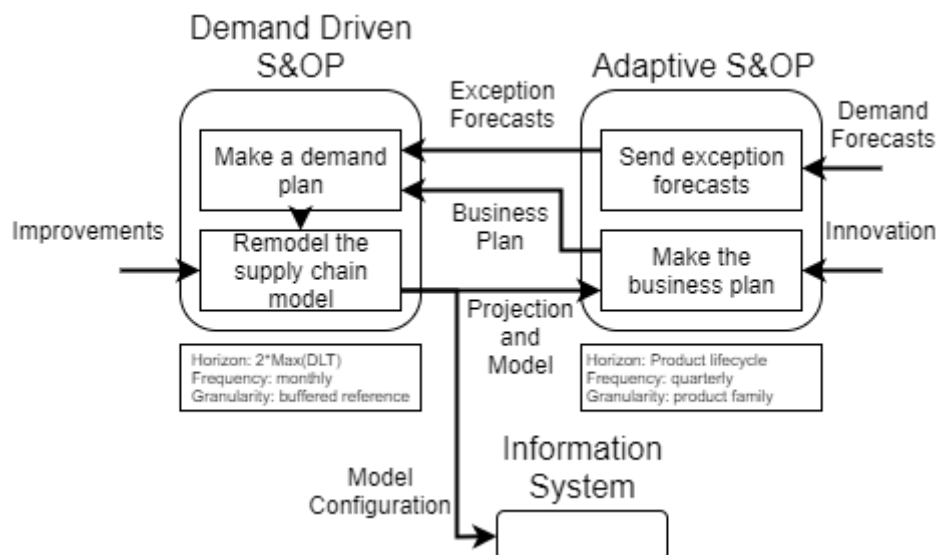 Demand Driven
S&OP
Adaptive S&OP
Exception
Forecasts
Demand
Forecasts
Make a demand
plan
Send exception
forecasts
Improvements
Business
Plan
Innovation
Remodel the
supply chain
model
Make the
business plan
Projection
and
Model
Horizon: 2*Max(DLT)
Frequency: monthly
Granularity: buffered reference
Horizon: Product lifecycle
Frequency: quarterly
Granularity: product family
Model
Configuration
Information
System